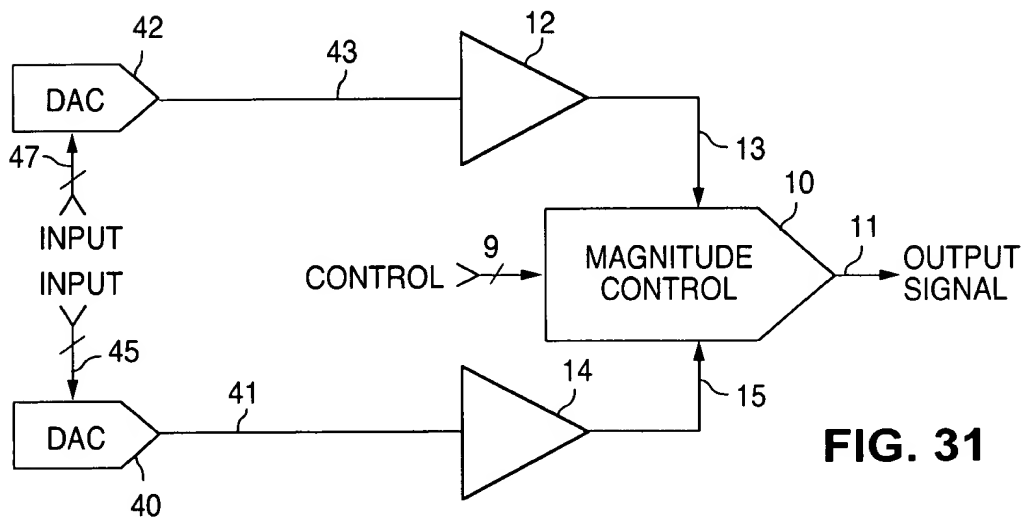 42
43
12
DAC
47
13
INPUT
INPUT
CONTROL
9
MAGNITUDE
CONTROL
10
11
OUTPUT
SIGNAL
45
41
14
15
DAC
40
FIG. 31